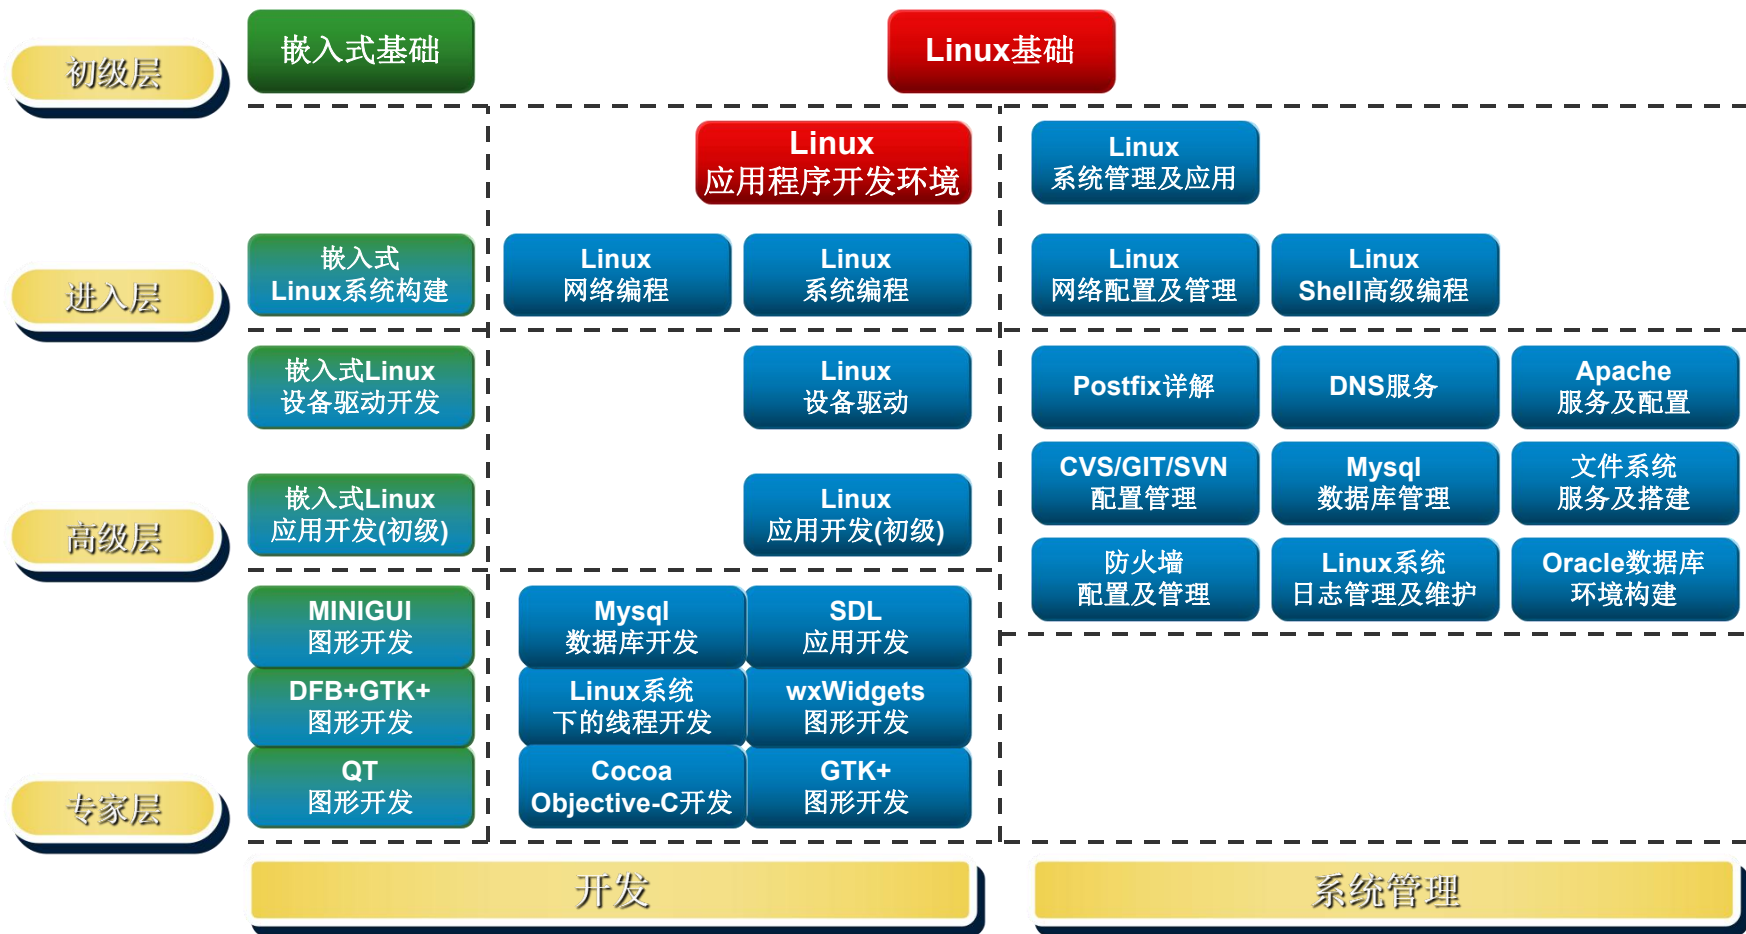 初级层
嵌入式基础
Linux基础
Linux
应用程序开发环境
Linux
系统管理及应用
进入层
嵌入式
Linux系统构建
Linux
网络编程
Linux
系统编程
Linux
网络配置及管理
Linux
Shell高级编程
嵌入式Linux
设备驱动开发
Linux
设备驱动
Postfix详解
DNS服务
Apache
服务及配置
CVS/GIT/SVN
配置管理
Mysql
数据库管理
文件系统
服务及搭建
高级层
嵌入式Linux
应用开发(初级)
Linux
应用开发(初级)
防火墙
配置及管理
Linux系统
日志管理及维护
Oracle数据库
环境构建
MINIGUI
图形开发
Mysql
数据库开发
SDL
应用开发
DFB+GTK+
图形开发
Linux系统
下的线程开发
wxWidgets
图形开发
专家层
QT
图形开发
Cocoa
Objective-C开发
GTK+
图形开发
开发
系统管理